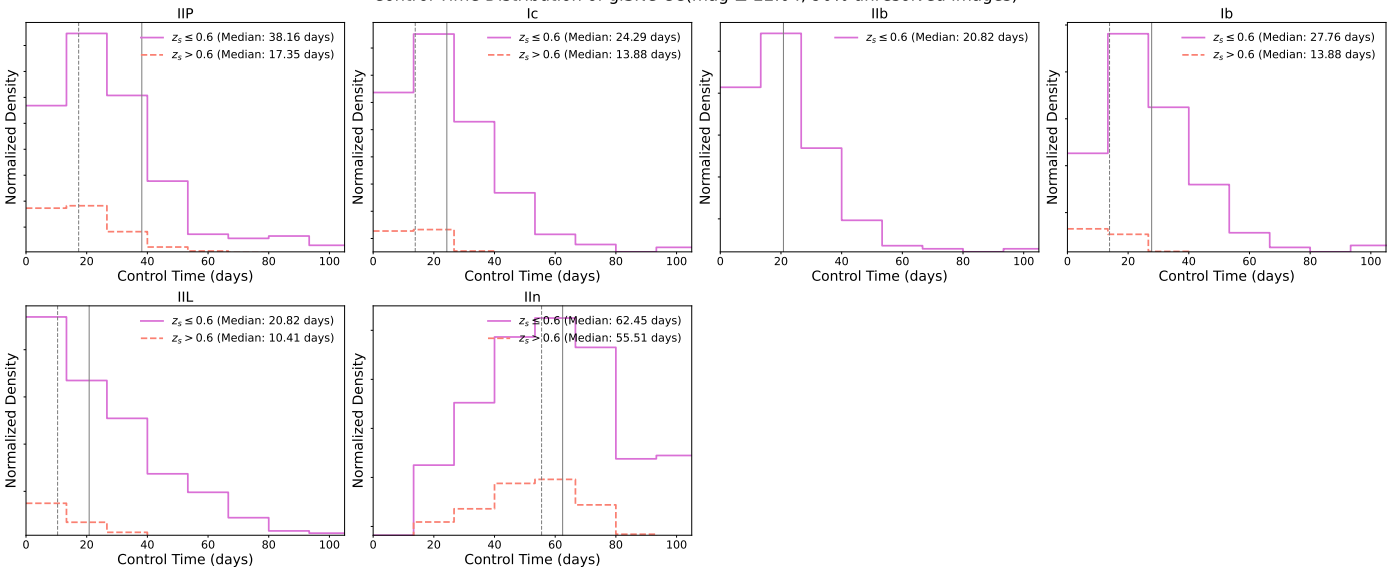 IIP
Ic
IIb
Ib
z_s ≤ 0.6 (Median: 38.16 days)
z_s > 0.6 (Median: 17.35 days)
z_s ≤ 0.6 (Median: 24.29 days)
z_s > 0.6 (Median: 13.88 days)
z_s ≤ 0.6 (Median: 20.82 days)
z_s ≤ 0.6 (Median: 27.76 days)
z_s > 0.6 (Median: 13.88 days)
Normalized Density
Normalized Density
Normalized Density
Normalized Density
0 20 40 60 80 100
0 20 40 60 80 100
0 20 40 60 80 100
0 20 40 60 80 100
Control Time (days)
Control Time (days)
Control Time (days)
Control Time (days)
IIL
IIn
z_s ≤ 0.6 (Median: 20.82 days)
z_s > 0.6 (Median: 10.41 days)
z_s ≤ 0.6 (Median: 62.45 days)
z_s > 0.6 (Median: 55.51 days)
Normalized Density
Normalized Density
0 20 40 60 80 100
0 20 40 60 80 100
Control Time (days)
Control Time (days)